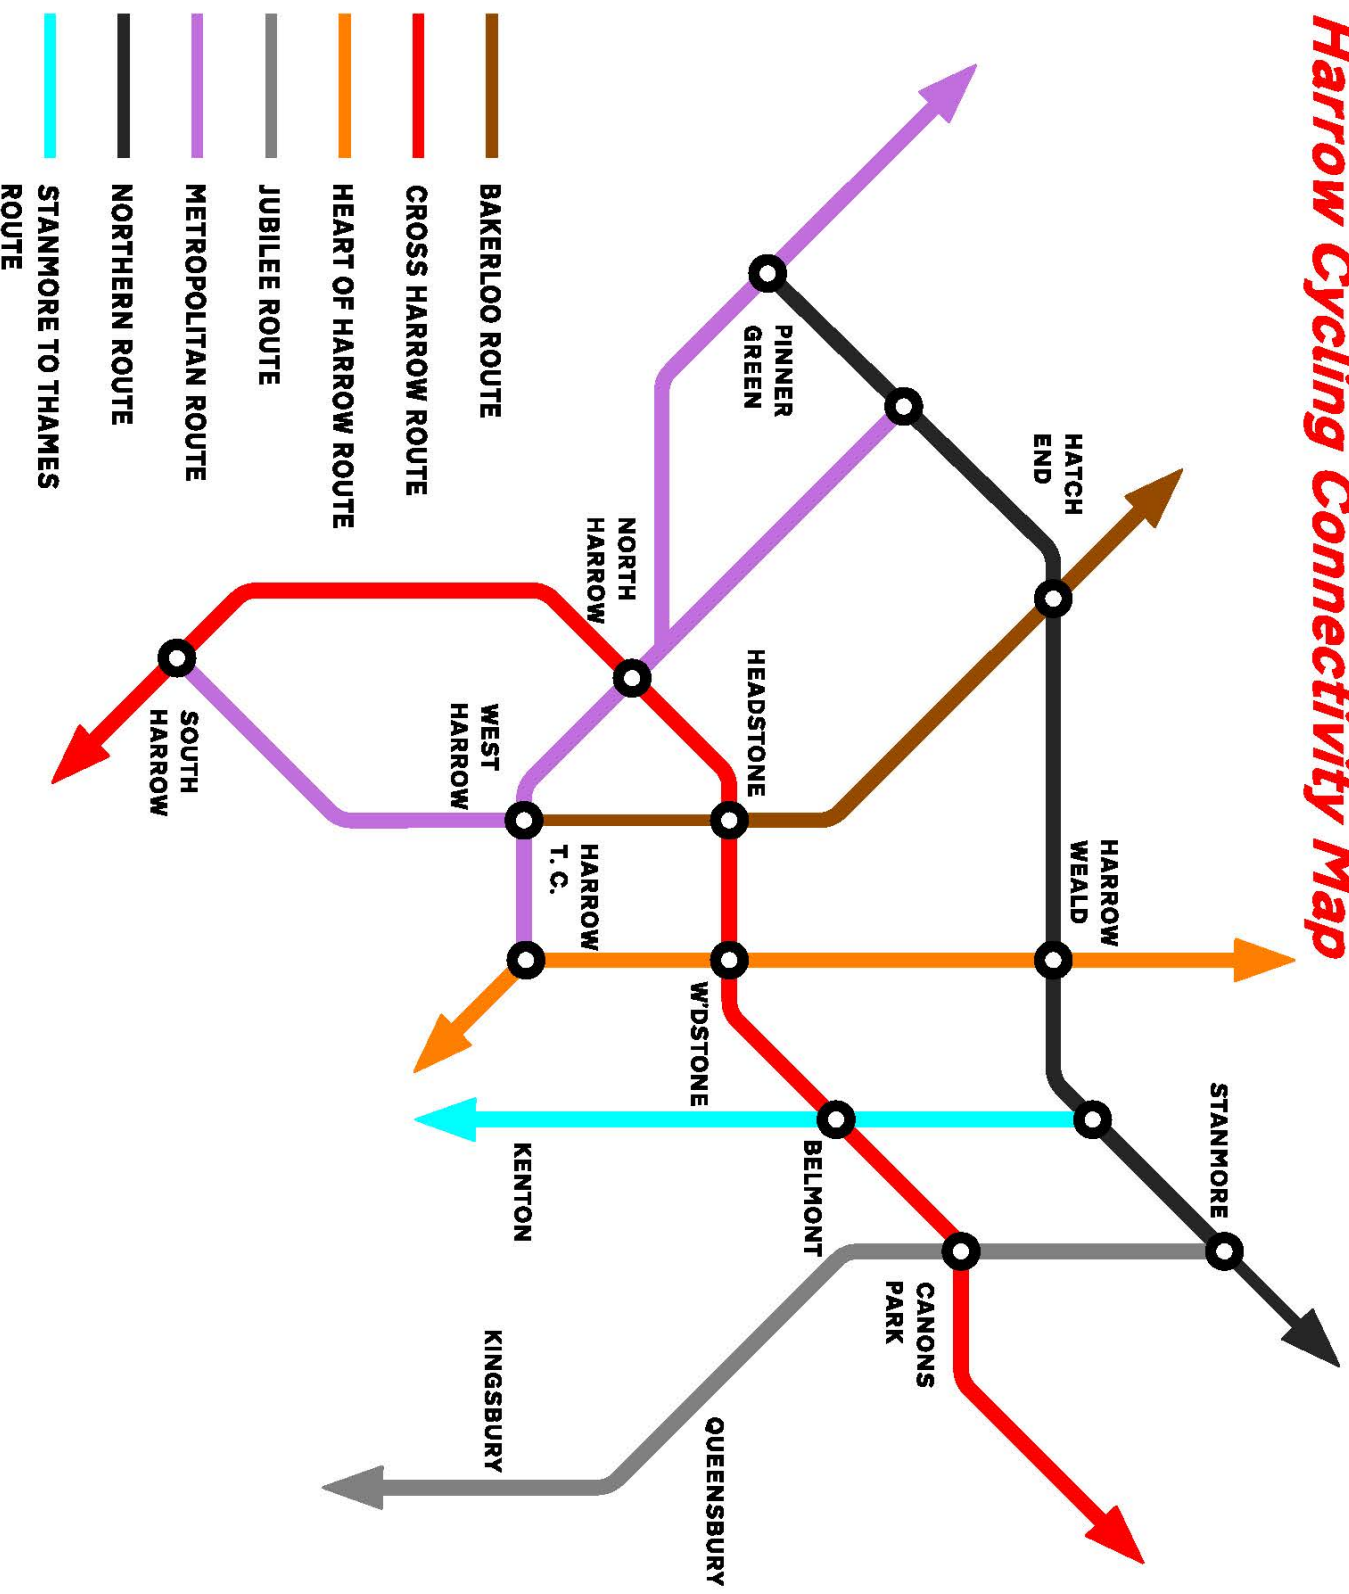 Harrow Cycling Connectivity Map
STANMORE
HARROW
WEALD
HATCH
END
CANONS
PARK
BELMONT
PINNER
GREEN
HEADSTONE
W'DSTONE
QUEENSBURY
NORTH
HARROW
HARROW
T. C.
KENTON
WEST
HARROW
KINGSBURY
SOUTH
HARROW
BAKERLOO ROUTE
CROSS HARROW ROUTE
HEART OF HARROW ROUTE
JUBILEE ROUTE
METROPOLITAN ROUTE
NORTHERN ROUTE
STANMORE TO THAMES
ROUTE